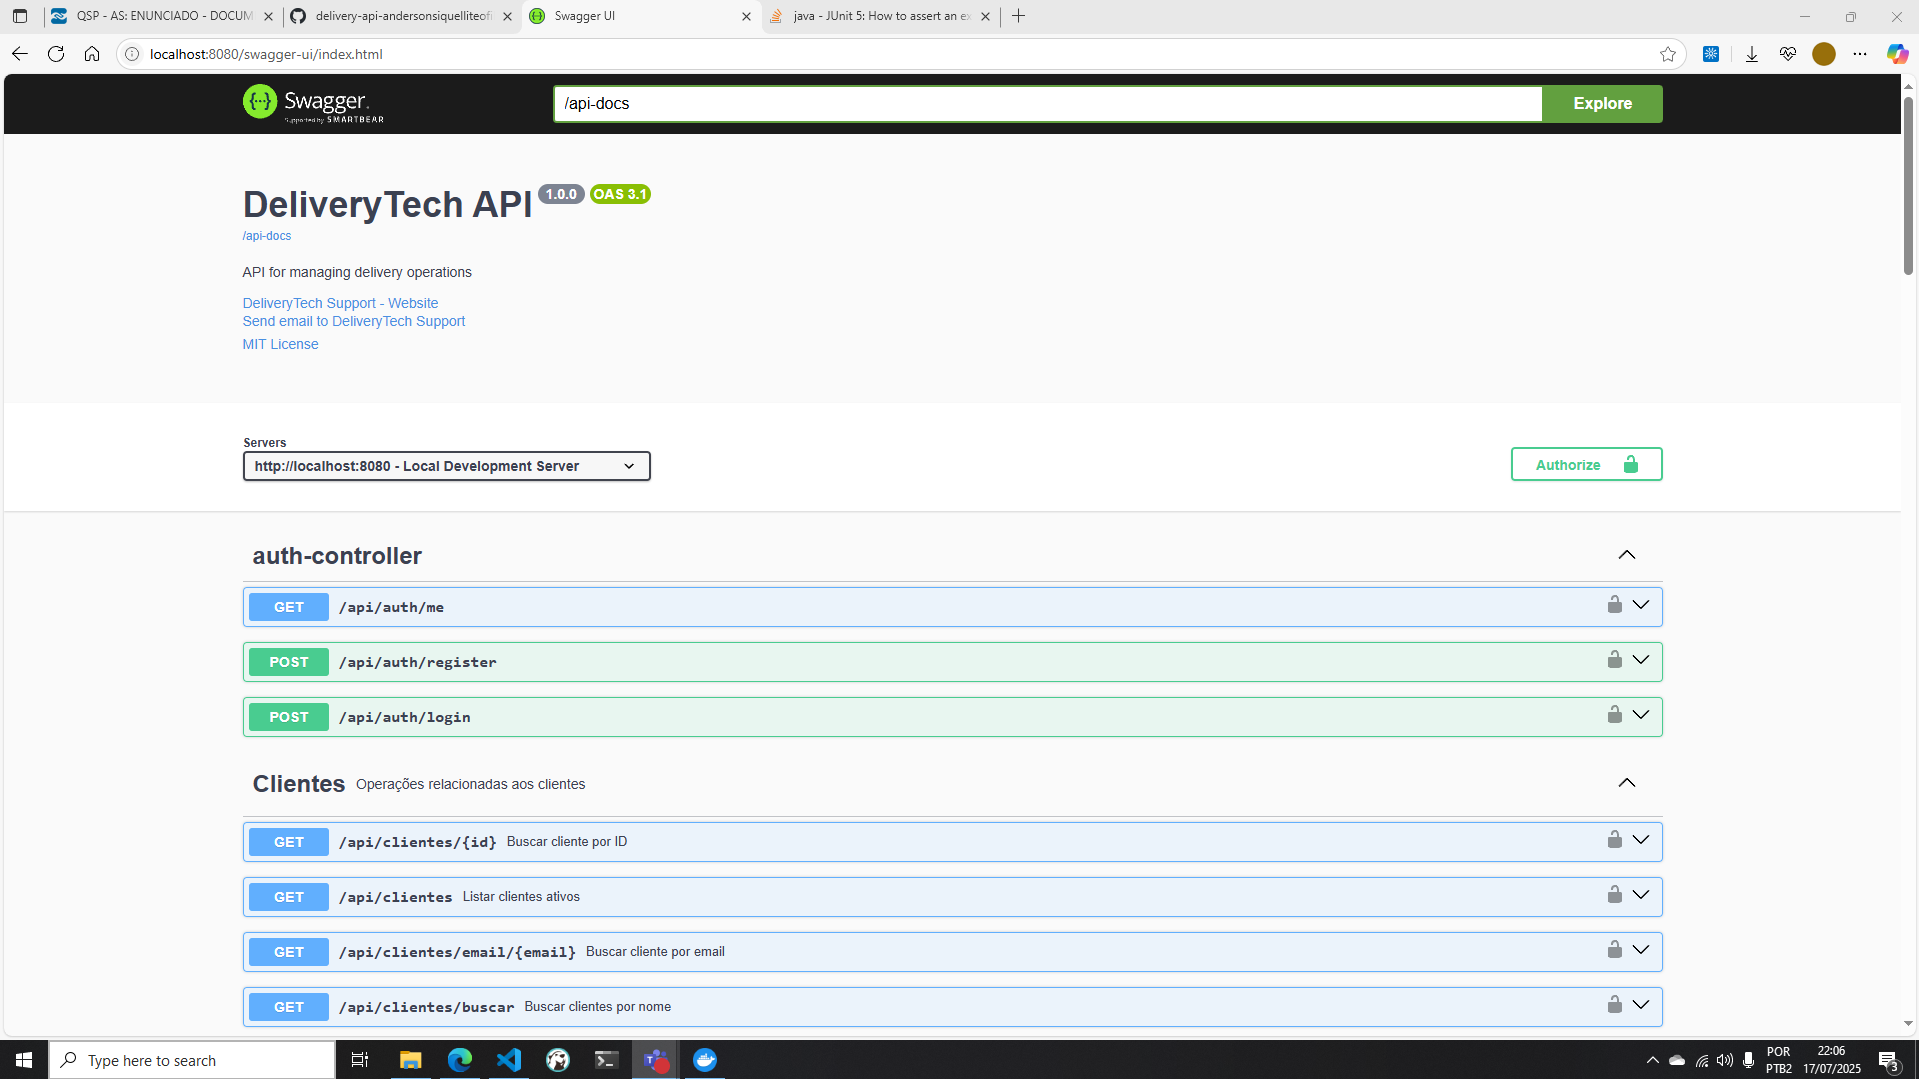 QSP - AS: ENUNCIADO - DOCUM
delivery-api-andersonsiquelliteofi
Swagger UI
java - JUnit 5: How to assert an ex
localhost:8080/swagger-ui/index.html
Swagger.
Supported by SMARTBEAR
/api-docs
Explore
DeliveryTech API 1.0.0 OAS 3.1
/api-docs
API for managing delivery operations
DeliveryTech Support - Website
Send email to DeliveryTech Support
MIT License
Servers
http://localhost:8080 - Local Development Server
Authorize
auth-controller
GET /api/auth/me
POST /api/auth/register
POST /api/auth/login
Clientes Operações relacionadas aos clientes
GET /api/clientes/{id} Buscar cliente por ID
GET /api/clientes Listar clientes ativos
GET /api/clientes/email/{email} Buscar cliente por email
GET /api/clientes/buscar Buscar clientes por nome
Type here to search
POR
PTB2
22:06
17/07/2025
3